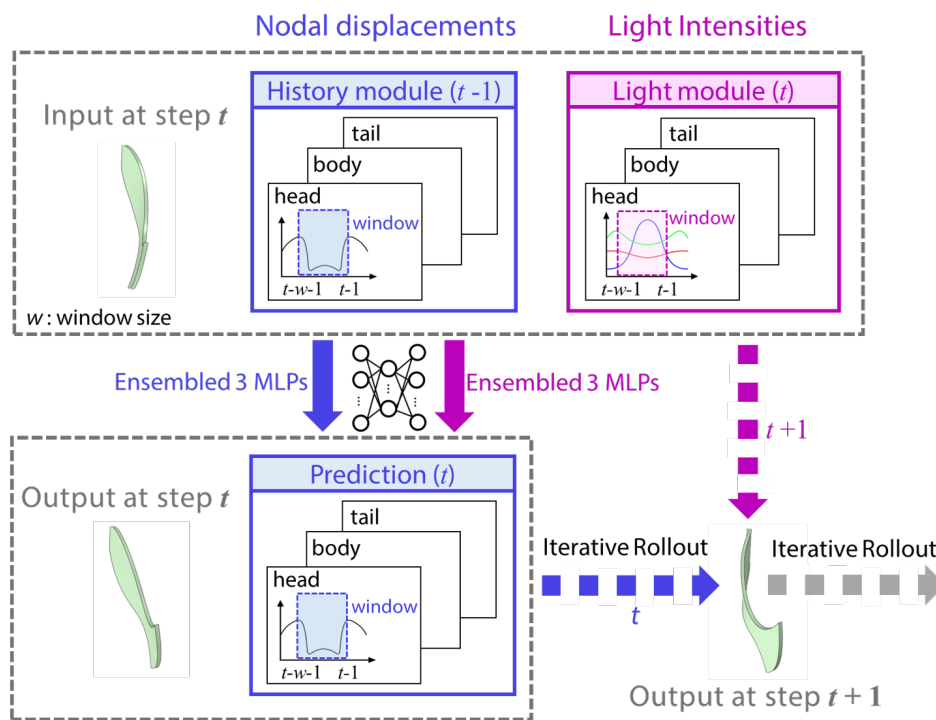 Nodal displacements
Light Intensities
Input at step t
History module (t -1)
tail
body
head
window
t-w-1 t-1
Light module (t)
tail
body
head
window
t-w-1 t-1
w : window size
Ensembled 3 MLPs
Ensembled 3 MLPs
t +1
Output at step t
Prediction (t)
tail
body
head
window
t-w-1 t-1
Iterative Rollout
t
Iterative Rollout
Output at step t + 1